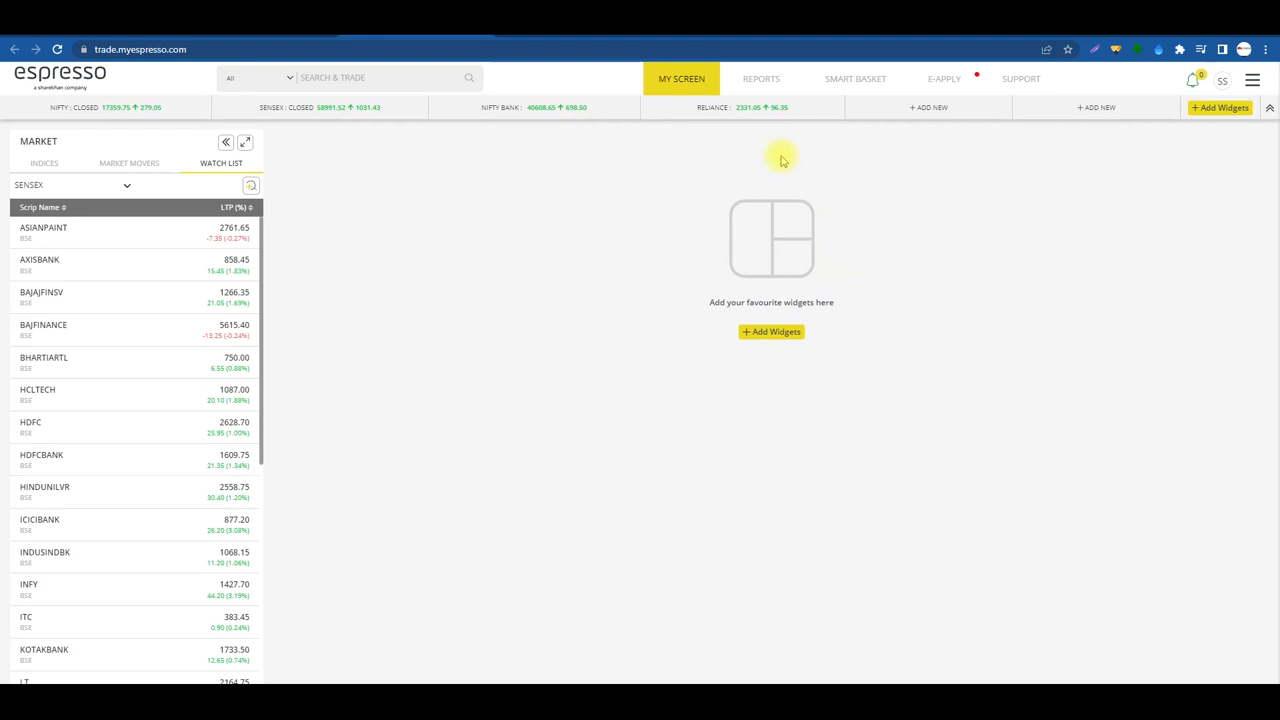 trade.myespresso.com
espresso
a sharekhan company
All
SEARCH & TRADE
MY SCREEN
REPORTS
SMART BASKET
E-APPLY
SUPPORT
0
SS
NIFTY : CLOSED 17359.75 279.05
SENSEX : CLOSED 58991.52 1031.43
NIFTY BANK : 40608.65 698.50
RELIANCE : 2331.05 96.35
+ ADD NEW
+ ADD NEW
+ Add Widgets
MARKET
INDICES
MARKET MOVERS
WATCH LIST
SENSEX
Scrip Name LTP (%)
ASIANPAINT 2761.65
BSE -7.35 (-0.27%)
AXISBANK 858.45
BSE 15.45 (1.83%)
BAJAJFINSV 1266.35
BSE 21.05 (1.69%)
BAJFINANCE 5615.40
BSE -13.25 (-0.24%)
BHARTIARTL 750.00
BSE 6.55 (0.88%)
HCLTECH 1087.00
BSE 20.10 (1.88%)
HDFC 2628.70
BSE 25.95 (1.00%)
HDFCBANK 1609.75
BSE 21.35 (1.34%)
HINDUNILVR 2558.75
BSE 30.40 (1.20%)
ICICIBANK 877.20
BSE 26.20 (3.08%)
INDUSINDBK 1068.15
BSE 11.20 (1.06%)
INFY 1427.70
BSE 44.20 (3.19%)
ITC 383.45
BSE 0.90 (0.24%)
KOTAKBANK 1733.50
BSE 12.65 (0.74%)
LT 2164.75
Add your favourite widgets here
+ Add Widgets